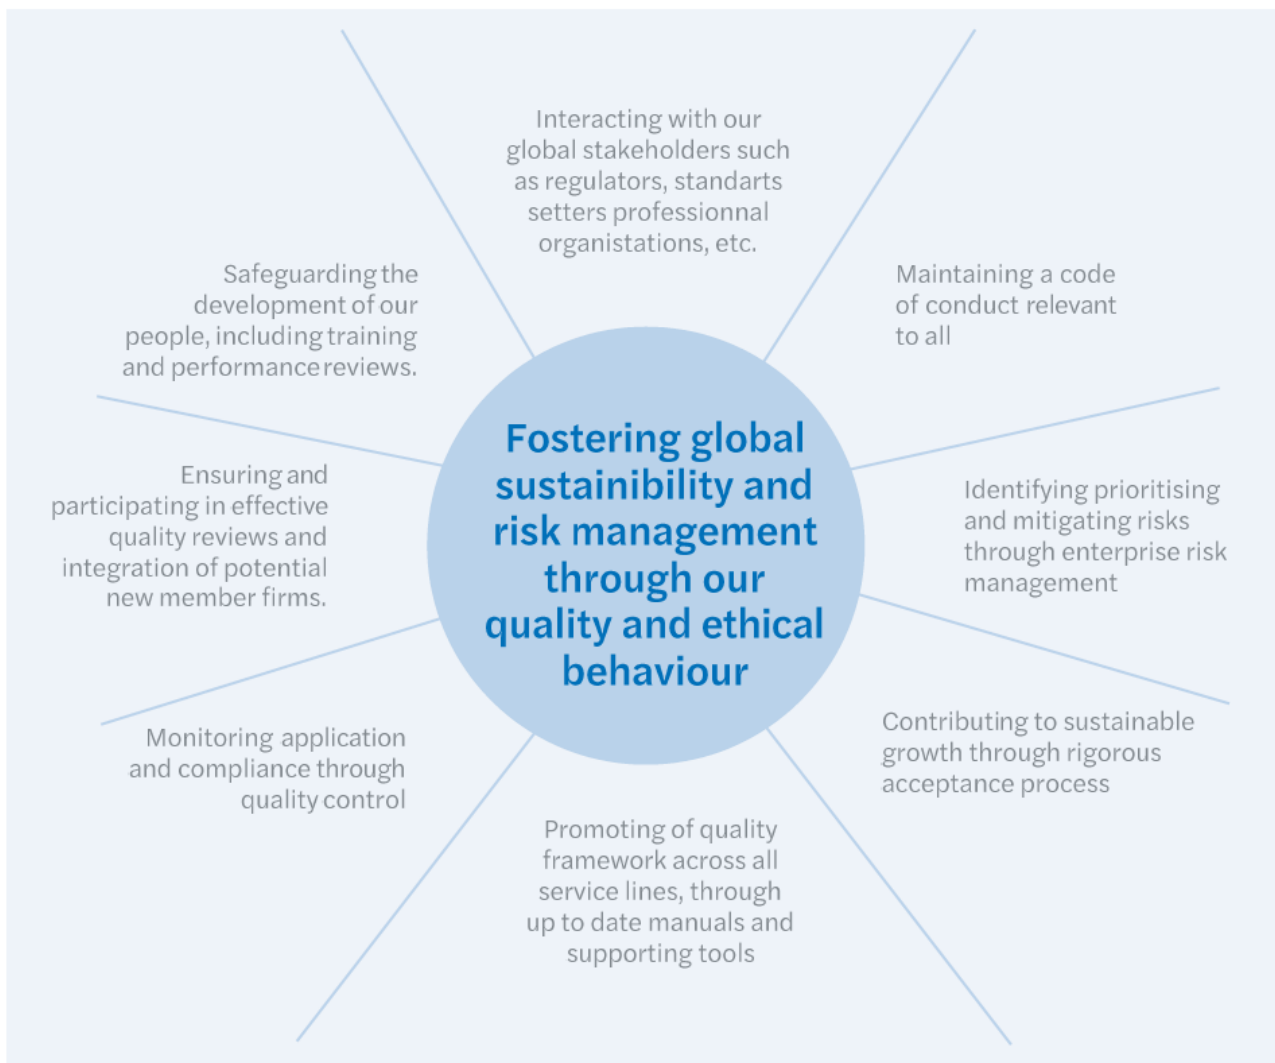 Interacting with our
global stakeholders such
as regulators, standarts
setters professionnal
organistations, etc.
Maintaining a code
of conduct relevant
to all
Identifying prioritising
and mitigating risks
through enterprise risk
management
Contributing to sustainable
growth through rigorous
acceptance process
Promoting of quality
framework across all
service lines, through
up to date manuals and
supporting tools
Monitoring application
and compliance through
quality control
Ensuring and
participating in effective
quality reviews and
integration of potential
new member firms.
Safeguarding the
development of our
people, including training
and performance reviews.
Fostering global
sustainibility and
risk management
through our
quality and ethical
behaviour